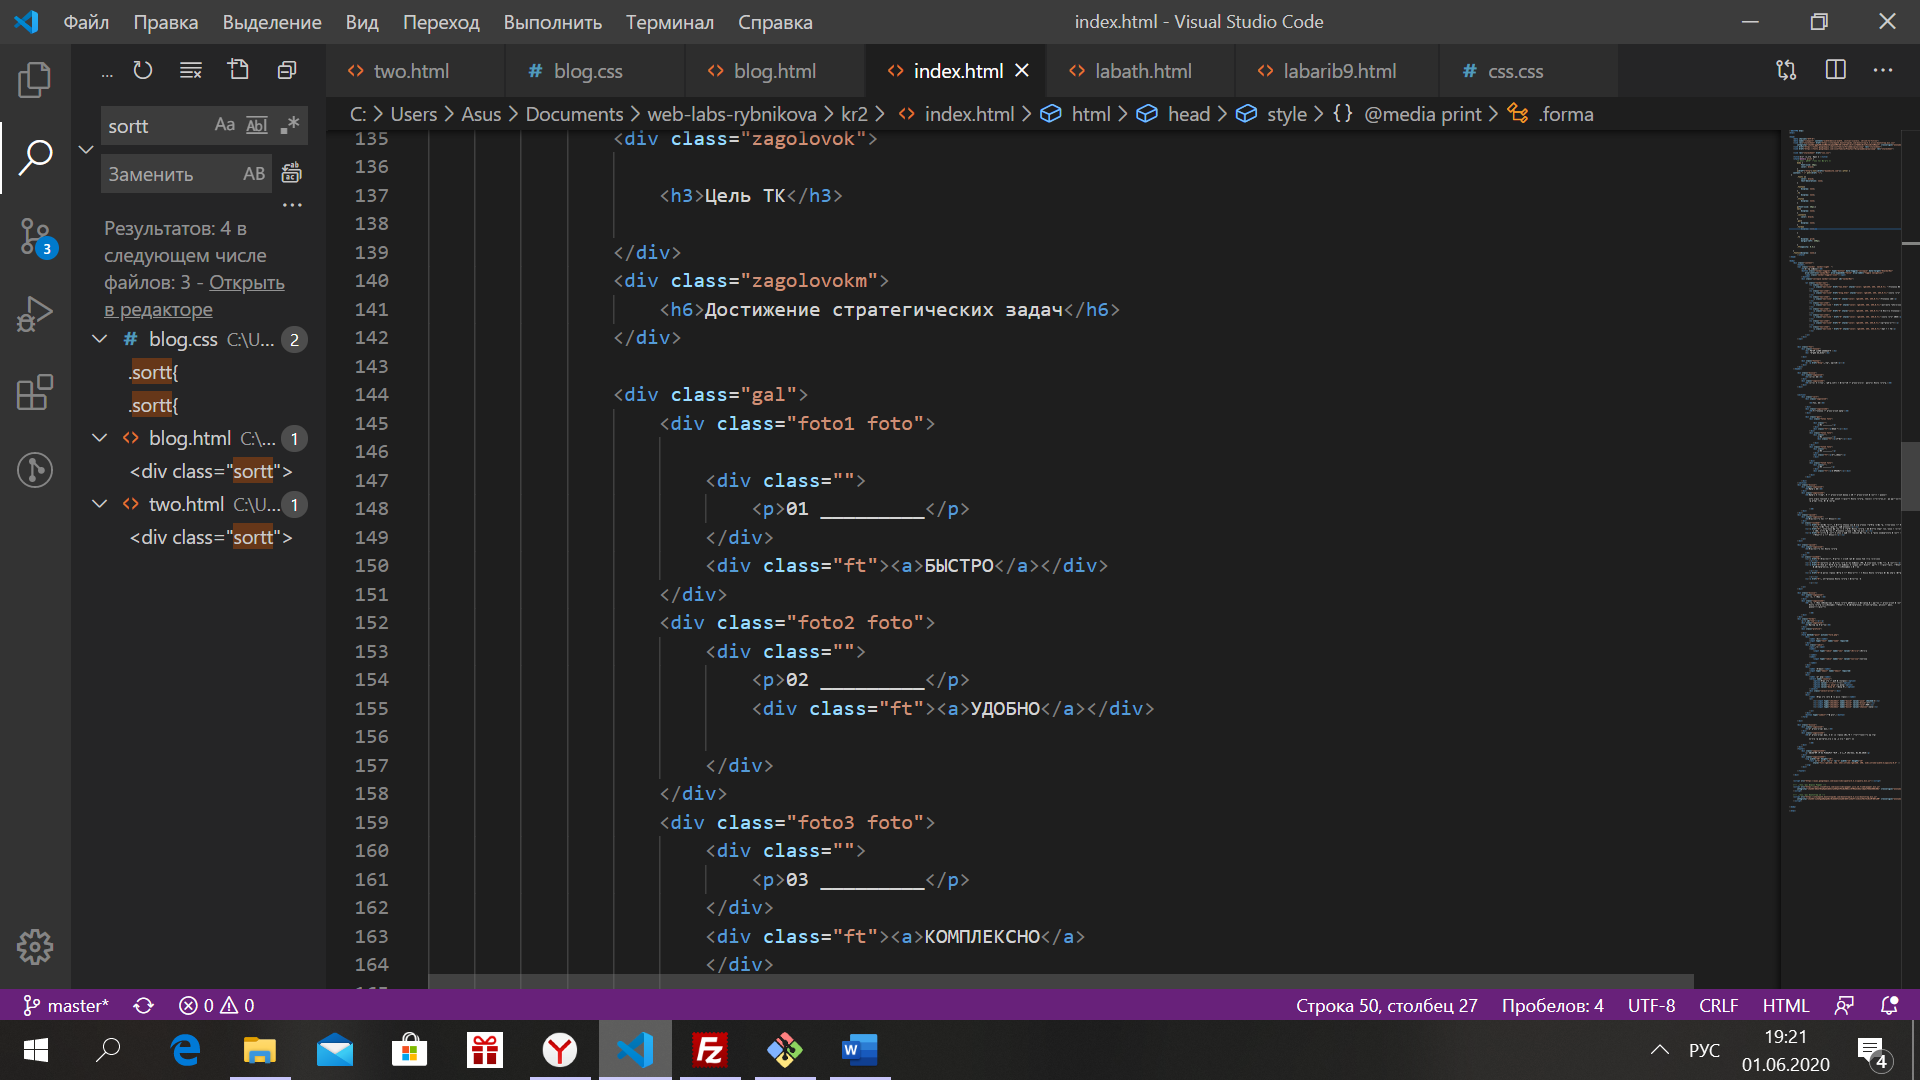 Файл Правка Выделение Вид Переход Выполнить Терминал Справка
index.html - Visual Studio Code
two.html
blog.css
blog.html
index.html
labath.html
labarib9.html
css.css
C: > Users > Asus > Documents > web-labs-rybnikova > kr2 > index.html > html > head > style > {} @media print > .forma
sortt
Aa Abl .*
Заменить
AB
Результатов: 4 в
следующем числе
файлов: 3 - Открыть
в редакторе
blog.css C:\U... 2
.sortt{
.sortt{
blog.html C:\... 1
<div class="sortt">
two.html C:\U... 1
<div class="sortt">
3
135 <div class="zagolovok">
136
137 <h3>Цель ТК</h3>
138
139 </div>
140 <div class="zagolovokm">
141 <h6>Достижение стратегических задач</h6>
142 </div>
143
144 <div class="gal">
145 <div class="foto1 foto">
146
147 <div class="">
148 <p>01 _________</p>
149 </div>
150 <div class="ft"><a>БЫСТРО</a></div>
151 </div>
152 <div class="foto2 foto">
153 <div class="">
154 <p>02 _________</p>
155 <div class="ft"><a>УДОБНО</a></div>
156
157 </div>
158 </div>
159 <div class="foto3 foto">
160 <div class="">
161 <p>03 _________</p>
162 </div>
163 <div class="ft"><a>КОМПЛЕКСНО</a>
164 </div>
master* 0 0
Строка 50, столбец 27 Пробелов: 4 UTF-8 CRLF HTML
РУС
19:21
01.06.2020
4